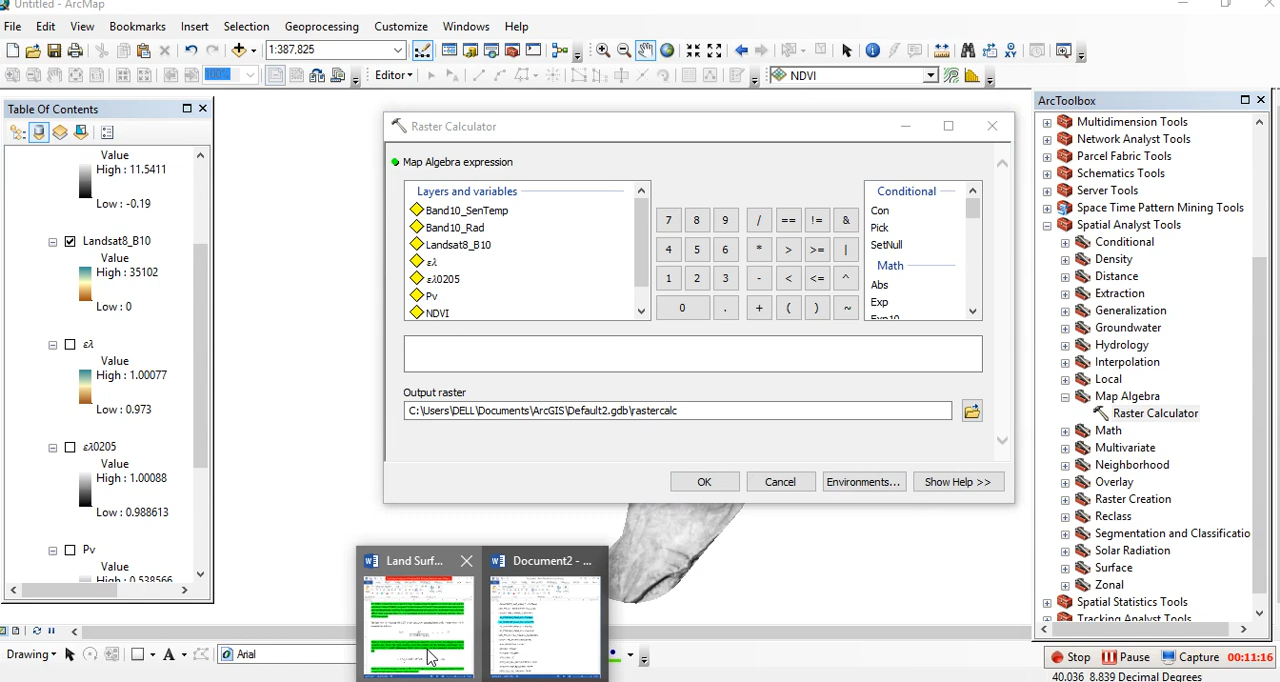 Untitled - ArcMap
File Edit View Bookmarks Insert Selection Geoprocessing Customize Windows Help
1:387,825
100%
Editor
NDVI
Table Of Contents
Value
High : 11.5411
Low : -0.19
Landsat8_B10
Value
High : 35102
Low : 0
ελ
Value
High : 1.00077
Low : 0.973
ελ0205
Value
High : 1.00088
Low : 0.988613
Pv
Value
High : 0.538566
Raster Calculator
Map Algebra expression
Layers and variables
Band10_SenTemp
Band10_Rad
Landsat8_B10
ελ
ελ0205
Pv
NDVI
7 8 9 / == != &
4 5 6 * > >= |
1 2 3 - < <= ^
0 . + ( ) ~
Conditional
Con
Pick
SetNull
Math
Abs
Exp
Exp10
Output raster
C:\Users\DELL\Documents\ArcGIS\Default2.gdb\rastercalc
OK Cancel Environments... Show Help >>
ArcToolbox
Multidimension Tools
Network Analyst Tools
Parcel Fabric Tools
Schematics Tools
Server Tools
Space Time Pattern Mining Tools
Spatial Analyst Tools
Conditional
Density
Distance
Extraction
Generalization
Groundwater
Hydrology
Interpolation
Local
Map Algebra
Raster Calculator
Math
Multivariate
Neighborhood
Overlay
Raster Creation
Reclass
Segmentation and Classificatio
Solar Radiation
Surface
Zonal
Spatial Statistics Tools
Tracking Analyst Tools
Land Surf... Document2 - ...
Drawing
A
Arial
Stop Pause Capture 00:11:16
40.036 8.839 Decimal Degrees